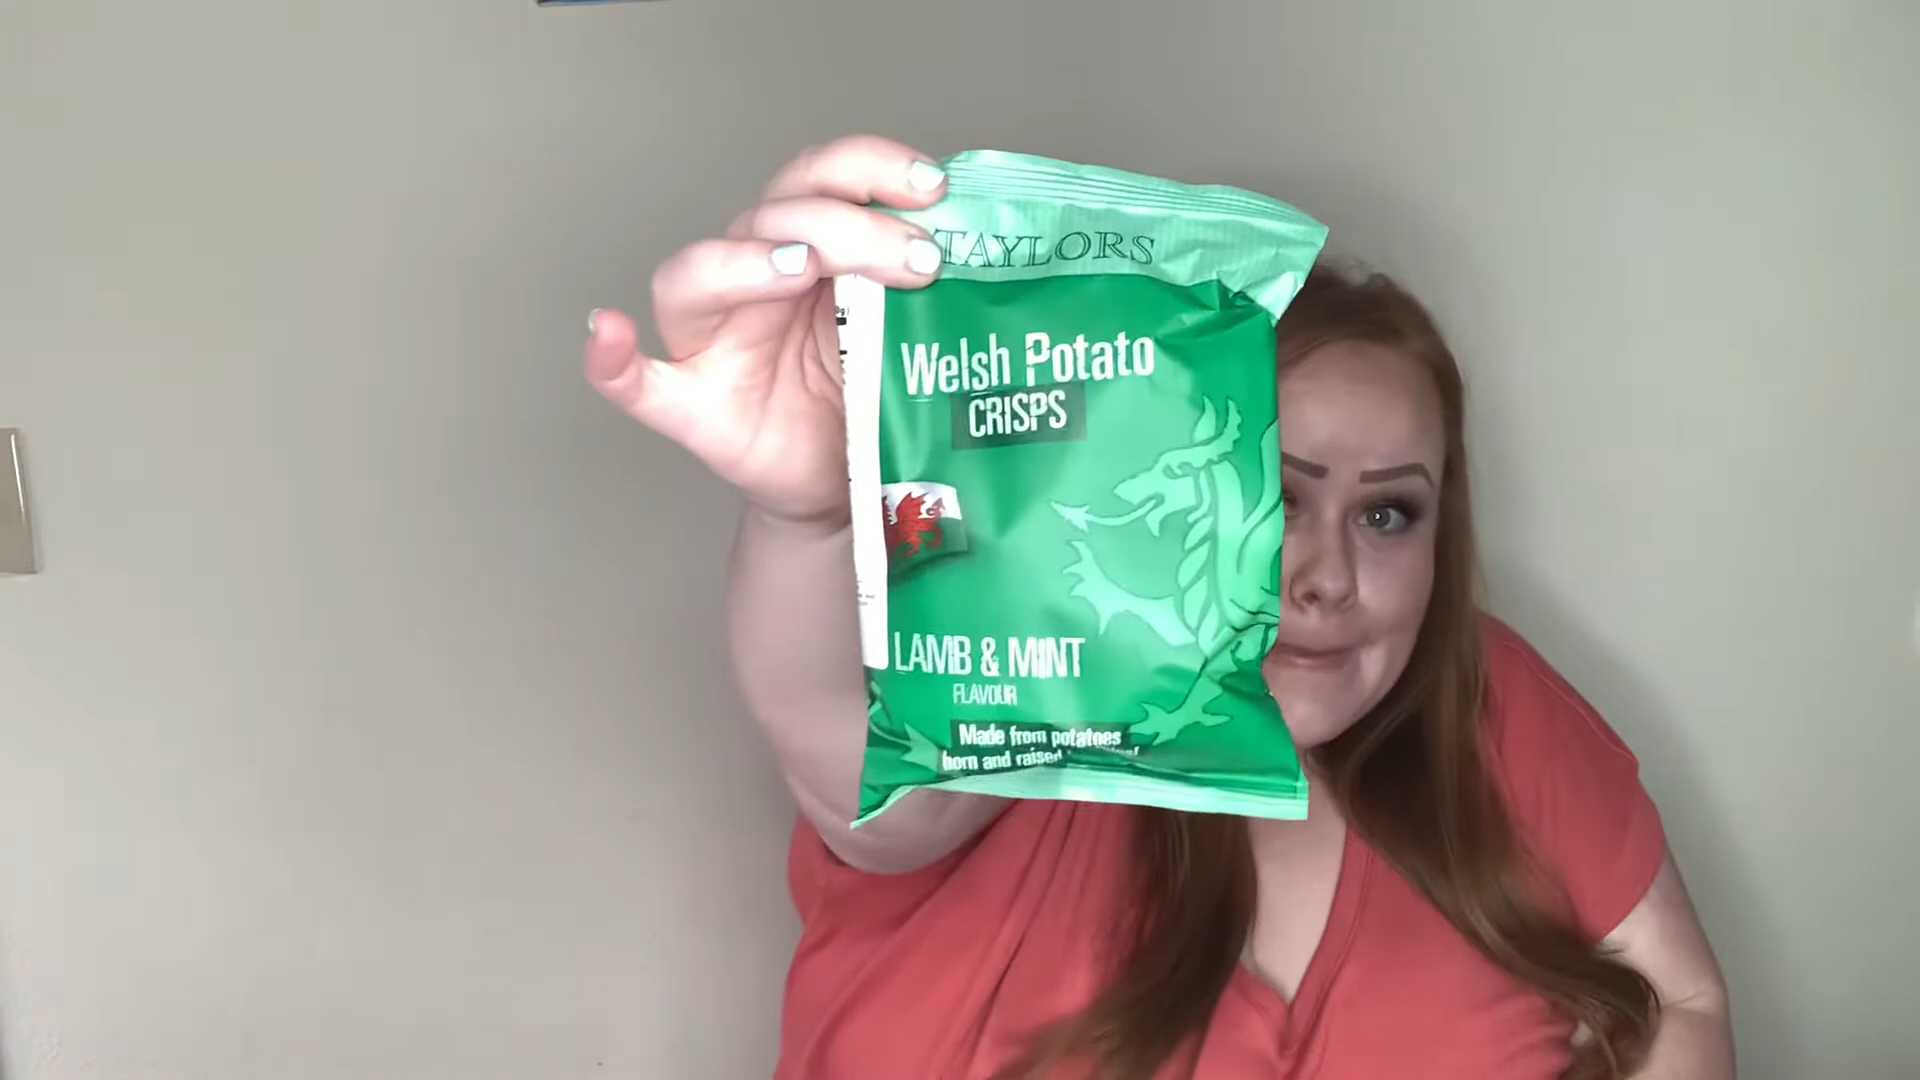 TAYLORS
Welsh Potato
CRISPS
LAMB & MINT
FLAVOUR
Made from potatoes
born and raised